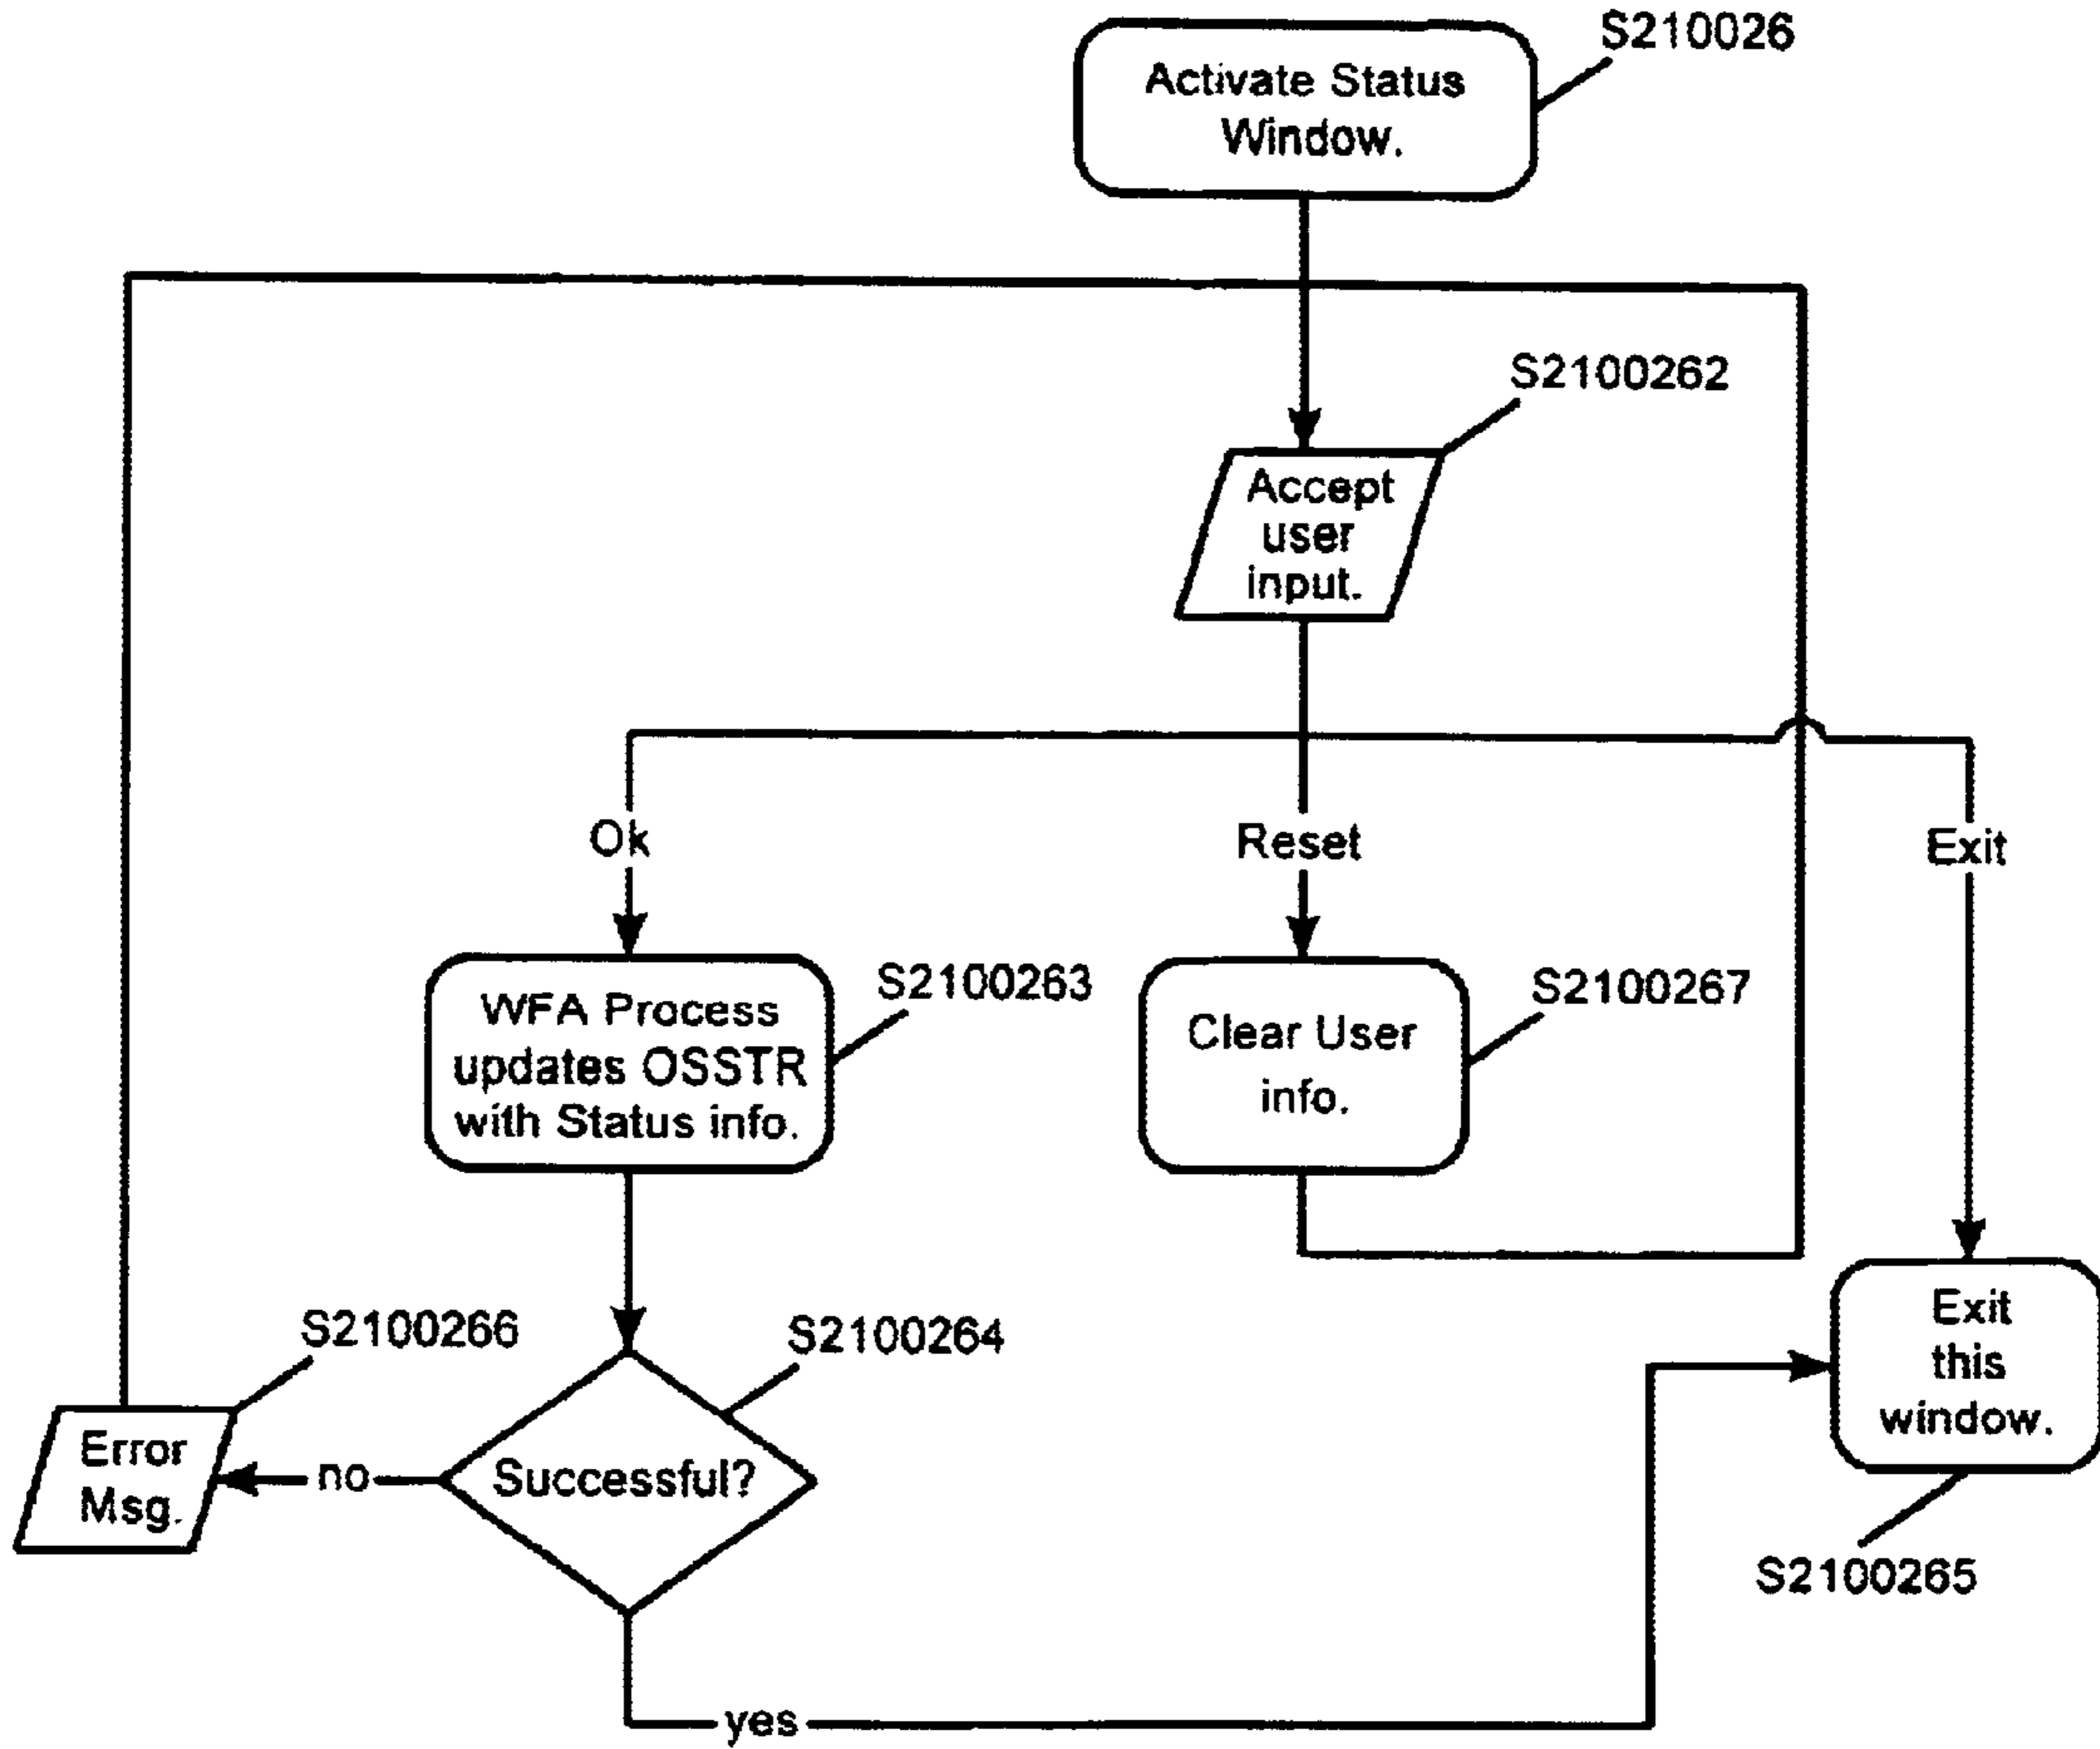 S210026
Activate Status
Window.
S2100262
Accept
user
input.
Ok
Reset
Exit
S2100263
WFA Process
updates OSSTR
with Status info.
S2100267
Clear User
info.
S2100266
Error
Msg.
no
S2100264
Successful?
Exit
this
window.
S2100265
yes